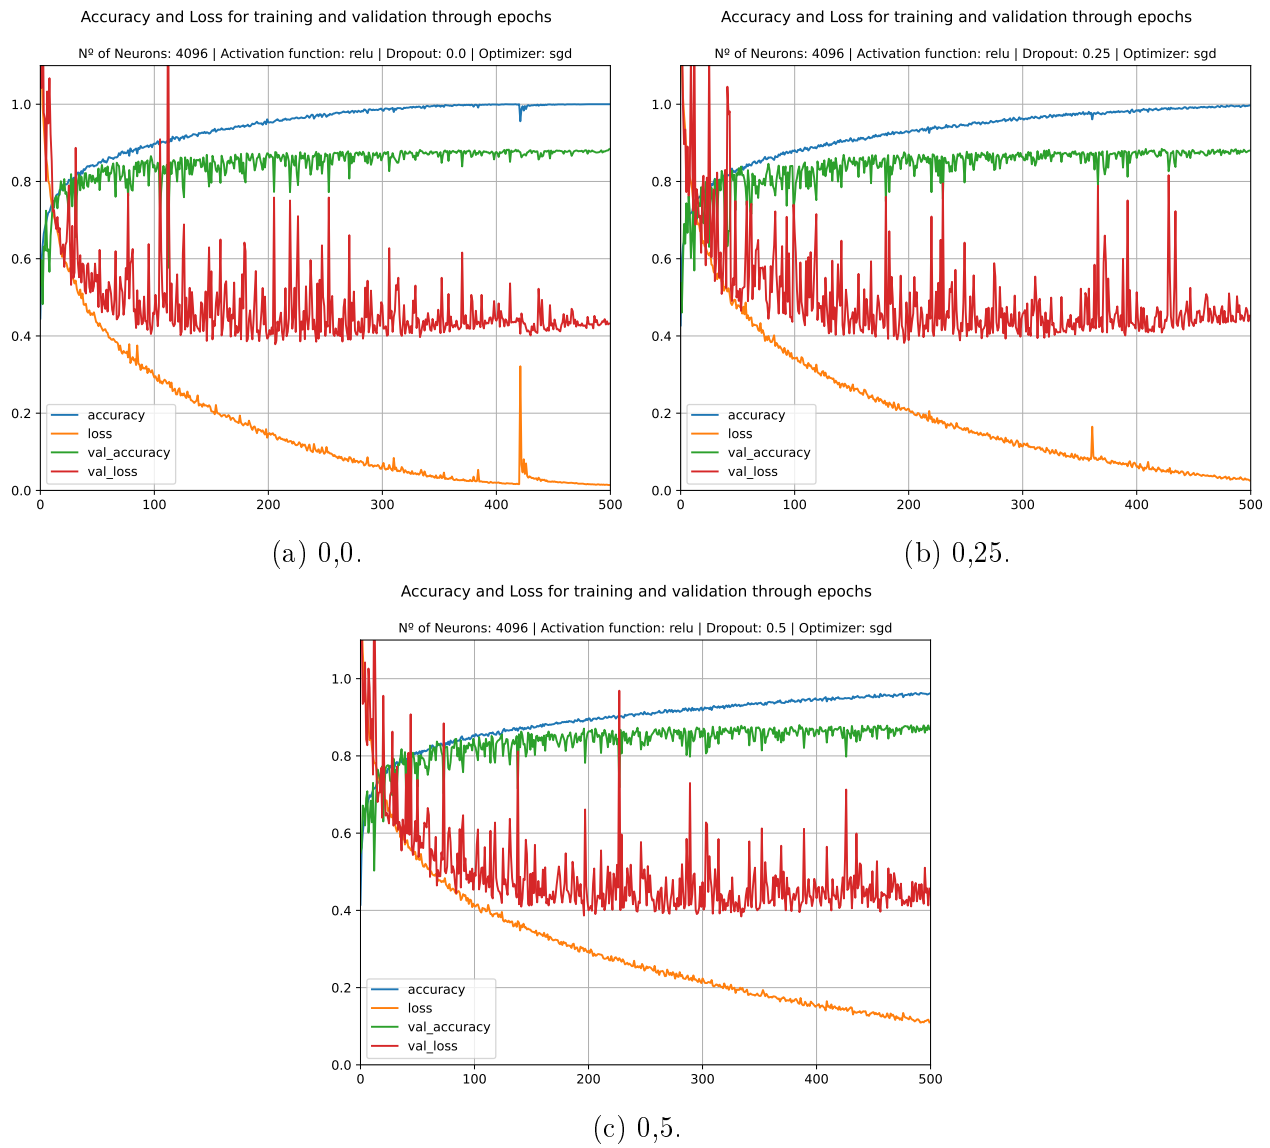 Accuracy and Loss for training and validation through epochs
Nº of Neurons: 4096 | Activation function: relu | Dropout: 0.0 | Optimizer: sgd
1.0
0.8
0.6
0.4
0.2
0.0
accuracy
loss
val_accuracy
val_loss
0 100 200 300 400 500
(a) 0,0.
Accuracy and Loss for training and validation through epochs
Nº of Neurons: 4096 | Activation function: relu | Dropout: 0.25 | Optimizer: sgd
1.0
0.8
0.6
0.4
0.2
0.0
accuracy
loss
val_accuracy
val_loss
0 100 200 300 400 500
(b) 0,25.
Accuracy and Loss for training and validation through epochs
Nº of Neurons: 4096 | Activation function: relu | Dropout: 0.5 | Optimizer: sgd
1.0
0.8
0.6
0.4
0.2
0.0
accuracy
loss
val_accuracy
val_loss
0 100 200 300 400 500
(c) 0,5.